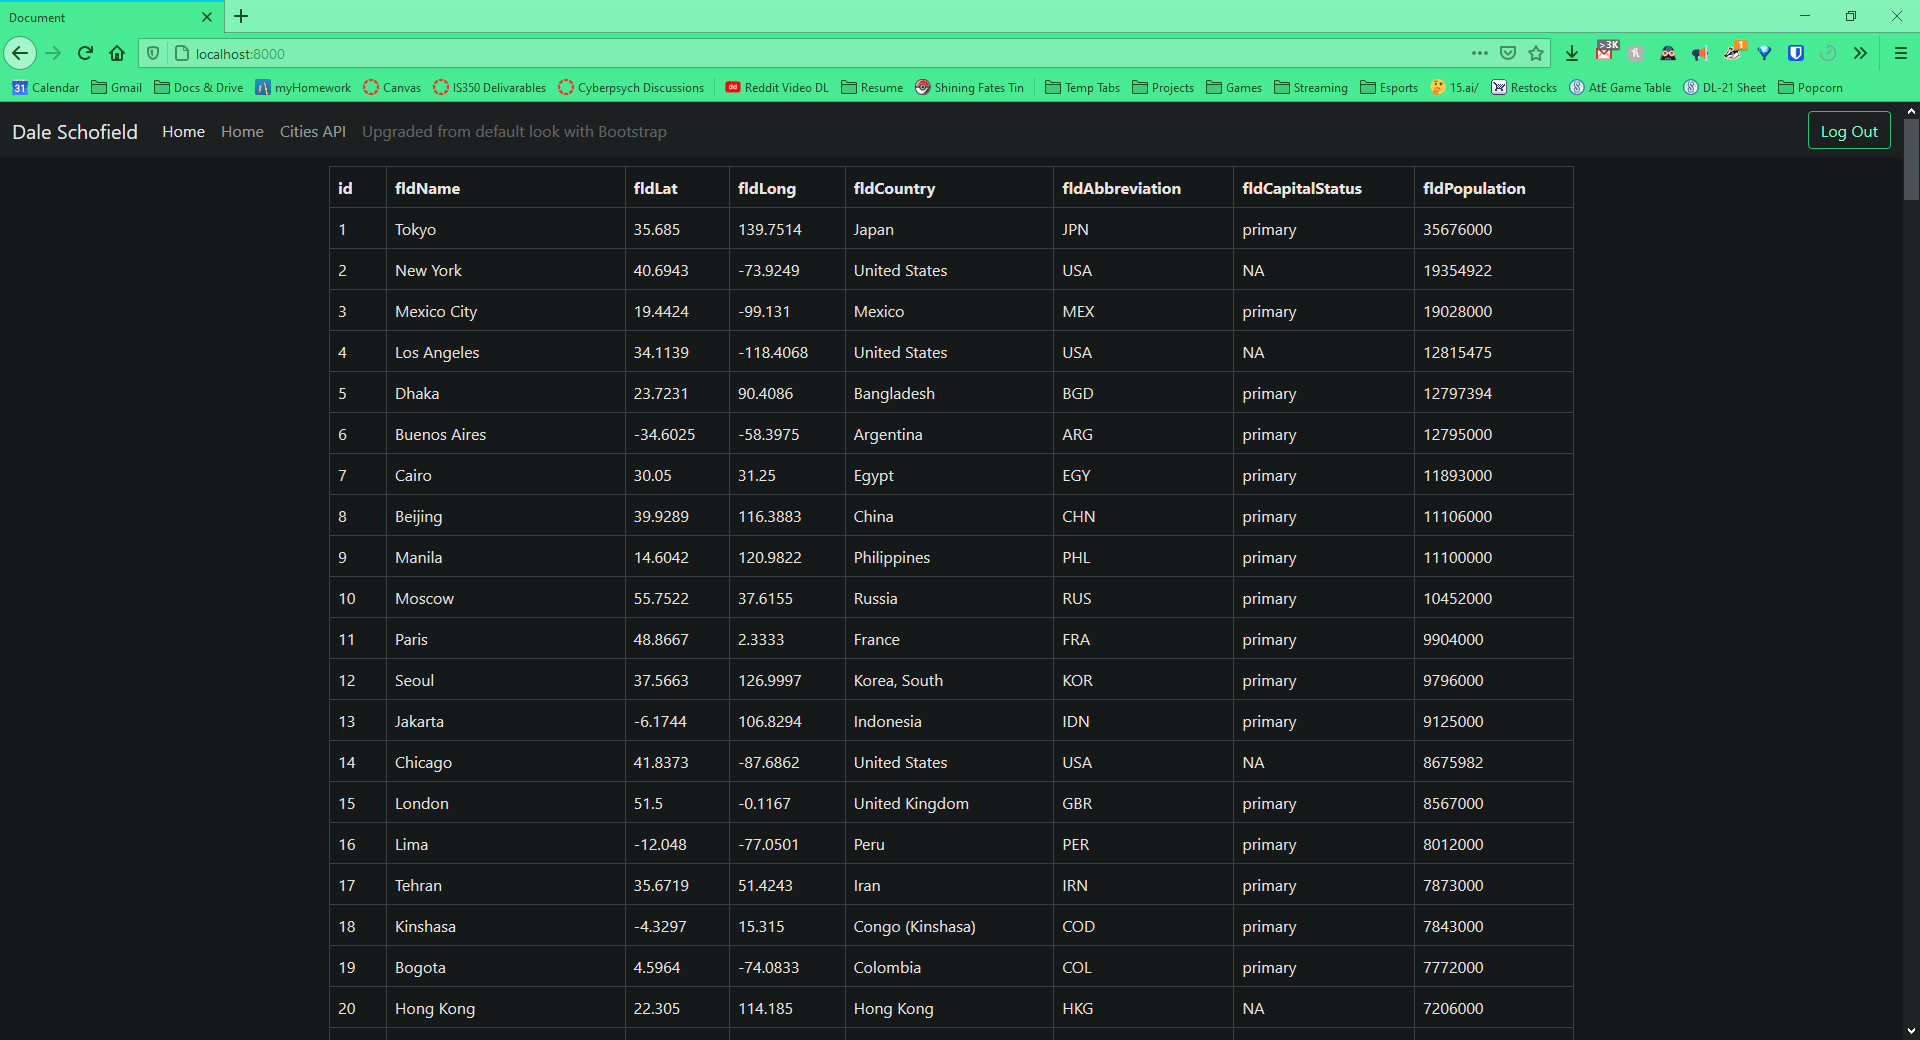 Document
localhost:8000
>3K
1
31 Calendar Gmail Docs & Drive myHomework Canvas IS350 Delivarables Cyberpsych Discussions dd Reddit Video DL Resume Shining Fates Tin Temp Tabs Projects Games Streaming Esports 15.ai/ Restocks AtE Game Table DL-21 Sheet Popcorn
Dale Schofield Home Home Cities API Upgraded from default look with Bootstrap Log Out
id fldName fldLat fldLong fldCountry fldAbbreviation fldCapitalStatus fldPopulation
1 Tokyo 35.685 139.7514 Japan JPN primary 35676000
2 New York 40.6943 -73.9249 United States USA NA 19354922
3 Mexico City 19.4424 -99.131 Mexico MEX primary 19028000
4 Los Angeles 34.1139 -118.4068 United States USA NA 12815475
5 Dhaka 23.7231 90.4086 Bangladesh BGD primary 12797394
6 Buenos Aires -34.6025 -58.3975 Argentina ARG primary 12795000
7 Cairo 30.05 31.25 Egypt EGY primary 11893000
8 Beijing 39.9289 116.3883 China CHN primary 11106000
9 Manila 14.6042 120.9822 Philippines PHL primary 11100000
10 Moscow 55.7522 37.6155 Russia RUS primary 10452000
11 Paris 48.8667 2.3333 France FRA primary 9904000
12 Seoul 37.5663 126.9997 Korea, South KOR primary 9796000
13 Jakarta -6.1744 106.8294 Indonesia IDN primary 9125000
14 Chicago 41.8373 -87.6862 United States USA NA 8675982
15 London 51.5 -0.1167 United Kingdom GBR primary 8567000
16 Lima -12.048 -77.0501 Peru PER primary 8012000
17 Tehran 35.6719 51.4243 Iran IRN primary 7873000
18 Kinshasa -4.3297 15.315 Congo (Kinshasa) COD primary 7843000
19 Bogota 4.5964 -74.0833 Colombia COL primary 7772000
20 Hong Kong 22.305 114.185 Hong Kong HKG NA 7206000